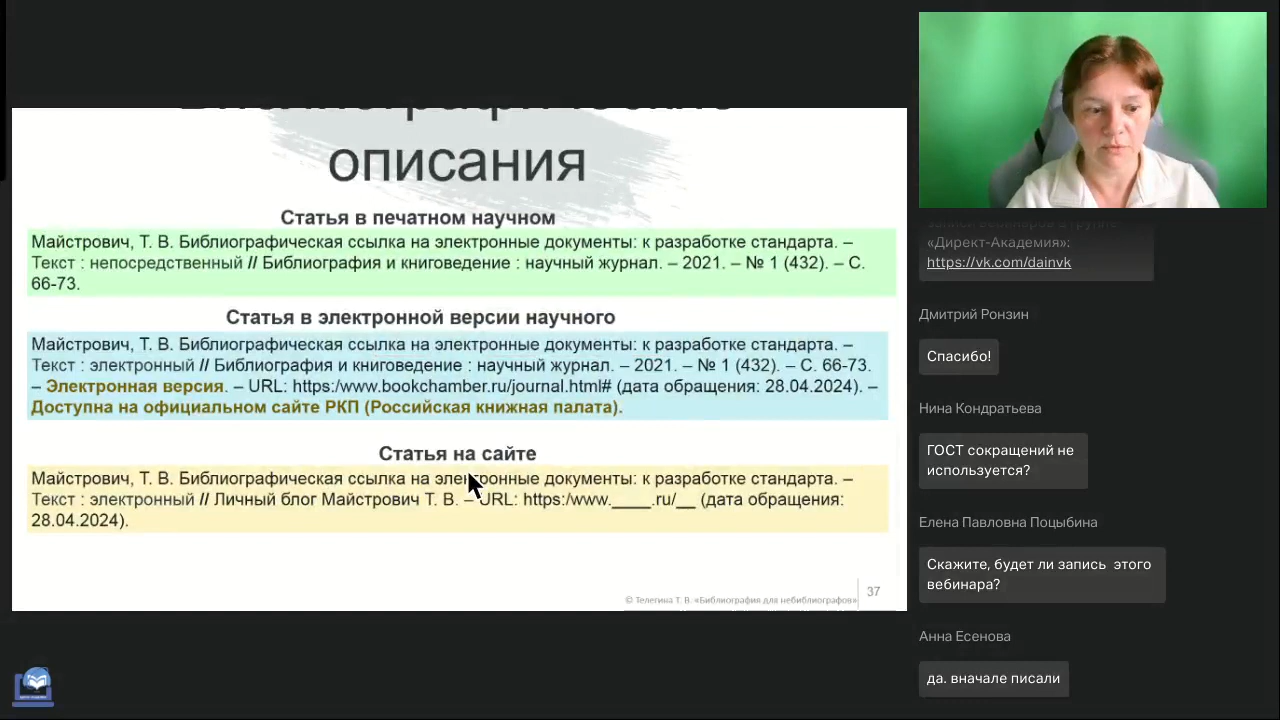 описания
Статья в печатном научном
Майстрович, Т. В. Библиографическая ссылка на электронные документы: к разработке стандарта. –
Текст : непосредственный // Библиография и книговедение : научный журнал. – 2021. – № 1 (432). – С.
66-73.
Статья в электронной версии научного
Майстрович, Т. В. Библиографическая ссылка на электронные документы: к разработке стандарта. –
Текст : электронный // Библиография и книговедение : научный журнал. – 2021. – № 1 (432). – С. 66-73.
– Электронная версия. – URL: https:/www.bookchamber.ru/journal.html# (дата обращения: 28.04.2024). –
Доступна на официальном сайте РКП (Российская книжная палата).
Статья на сайте
Майстрович, Т. В. Библиографическая ссылка на электронные документы: к разработке стандарта. –
Текст : электронный // Личный блог Майстрович Т. В. – URL: https:/www.____.ru/__ (дата обращения:
28.04.2024).
© Телегина Т. В. «Библиография для небиблиографов»
37
«Директ-Академия»:
https://vk.com/dainvk
Дмитрий Ронзин
Спасибо!
Нина Кондратьева
ГОСТ сокращений не
используется?
Елена Павловна Поцыбина
Скажите, будет ли запись этого
вебинара?
Анна Есенова
да. вначале писали